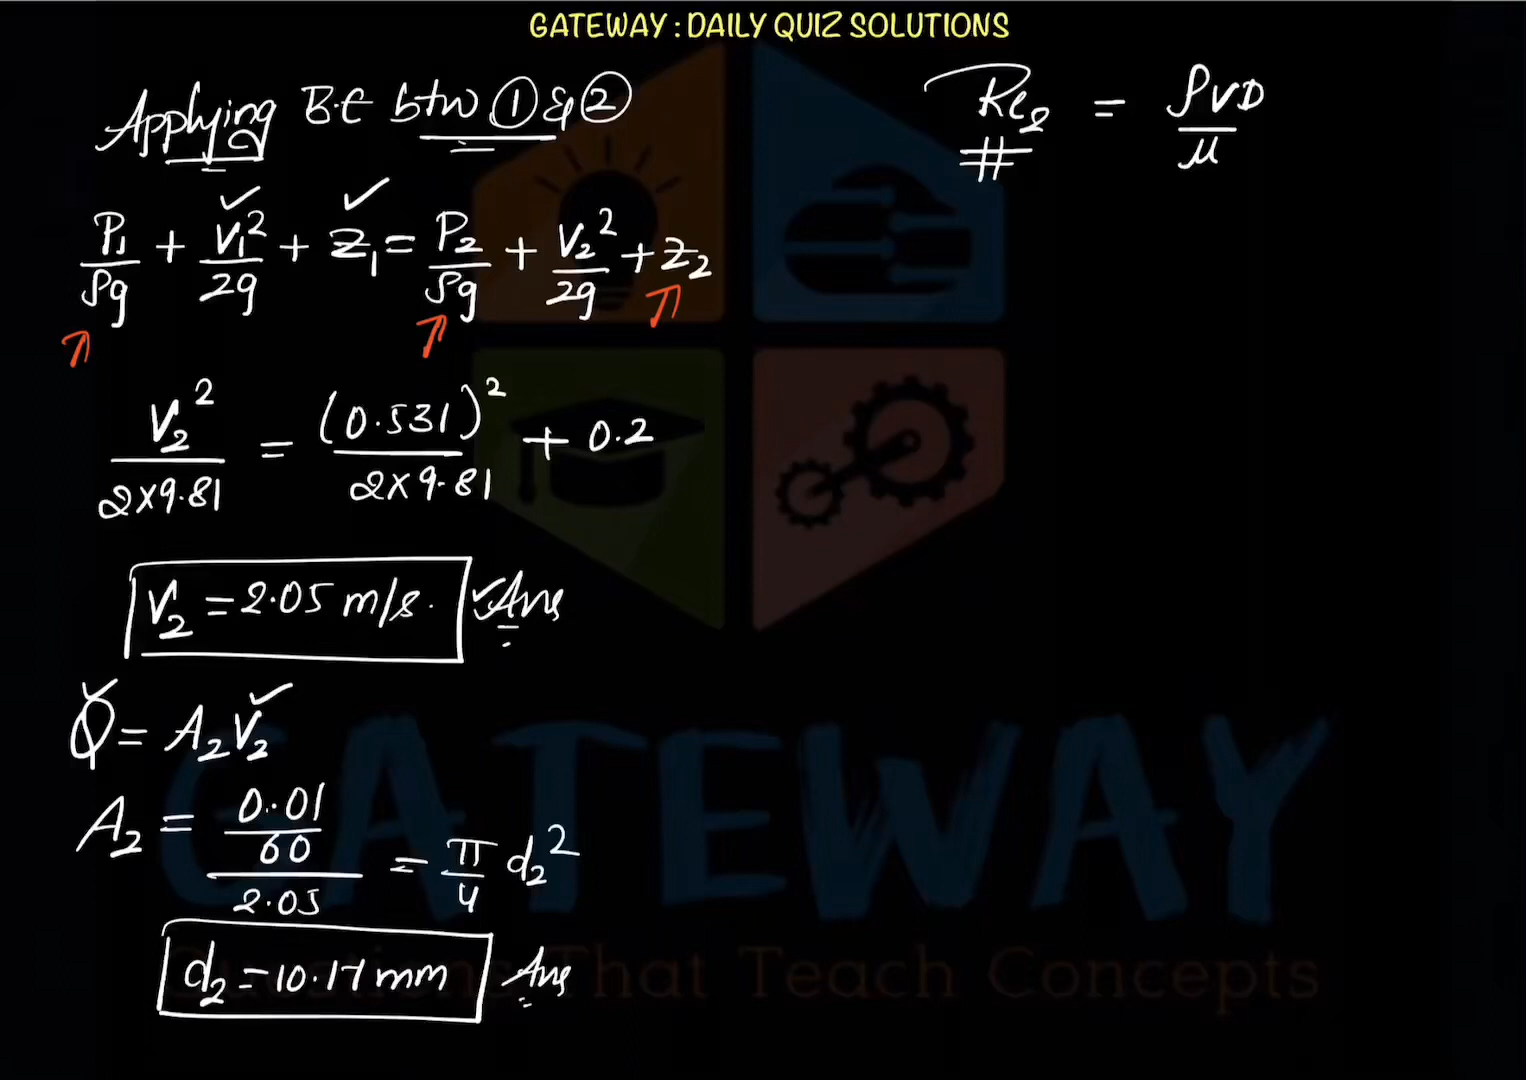 GATEWAY : DAILY QUIZ SOLUTIONS
Applying B.E btw ① & ②
P₁/ρg + V₁²/2g + Z₁ = P₂/ρg + V₂²/2g + Z₂
V₂²/2×9.81 = (0.531)²/2×9.81 + 0.2
V₂ = 2.05 m/s. Ans
Q = A₂V₂
A₂ = (0.01/60)/2.05 = π/4 d₂²
d₂ = 10.17 mm Ans
Re₂ = ρVD/μ
GATEWAY
Questions That Teach Concepts